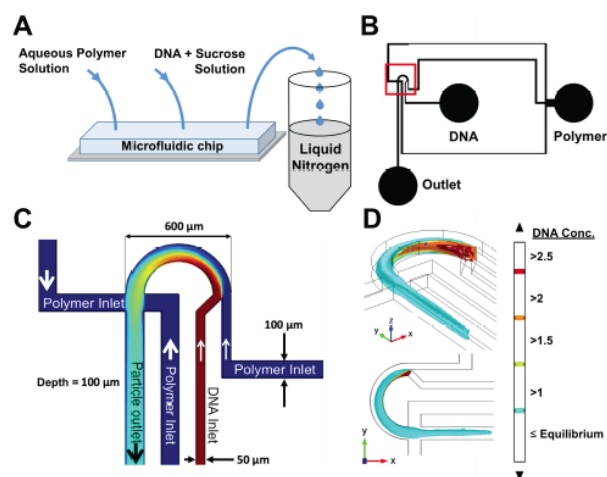 A
Aqueous Polymer
Solution
DNA + Sucrose
Solution
Microfluidic chip
Liquid
Nitrogen
B
DNA
Polymer
Outlet
C
600 µm
Polymer Inlet
100 µm
Polymer Inlet
Depth = 100 µm
Particle outlet
Polymer Inlet
DNA Inlet
50 µm
D
z
y
x
y
x
DNA Conc.
>2.5
>2
>1.5
>1
≤ Equilibrium